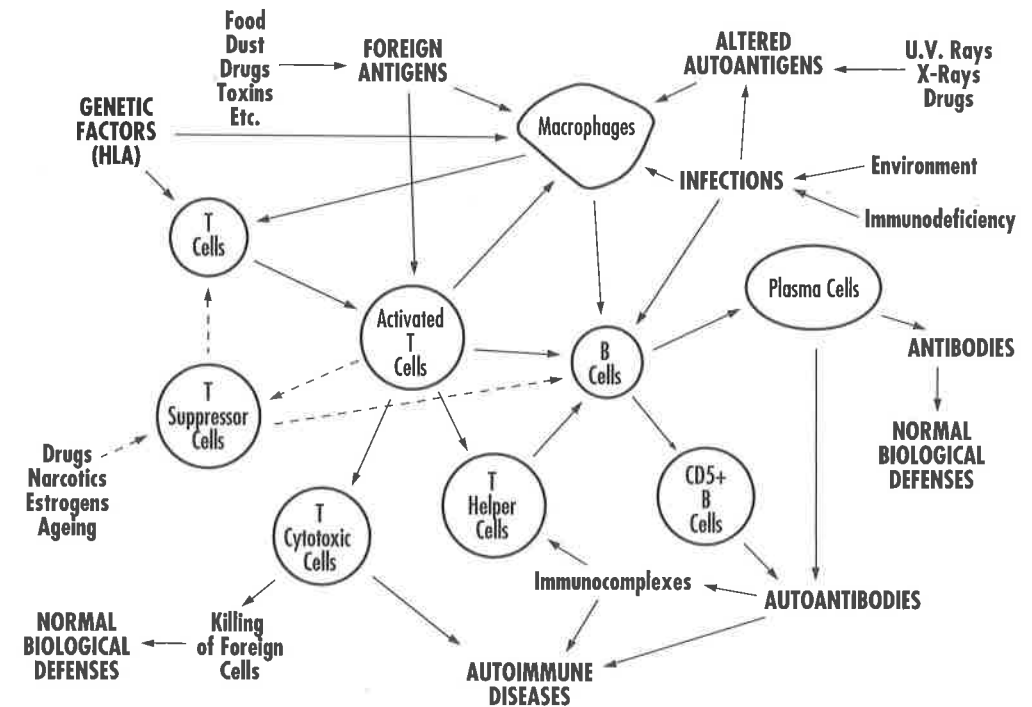 Food
Dust
Drugs
Toxins
Etc.
FOREIGN
ANTIGENS
ALTERED
AUTOANTIGENS
U.V. Rays
X-Rays
Drugs
GENETIC
FACTORS
(HLA)
Macrophages
INFECTIONS
Environment
Immunodeficiency
T
Cells
Activated
T
Cells
B
Cells
Plasma Cells
ANTIBODIES
NORMAL
BIOLOGICAL
DEFENSES
T
Suppressor
Cells
Drugs
Narcotics
Estrogens
Ageing
T
Cytotoxic
Cells
T
Helper
Cells
CD5+
B
Cells
Immunocomplexes
AUTOANTIBODIES
NORMAL
BIOLOGICAL
DEFENSES
Killing
of Foreign
Cells
AUTOIMMUNE
DISEASES